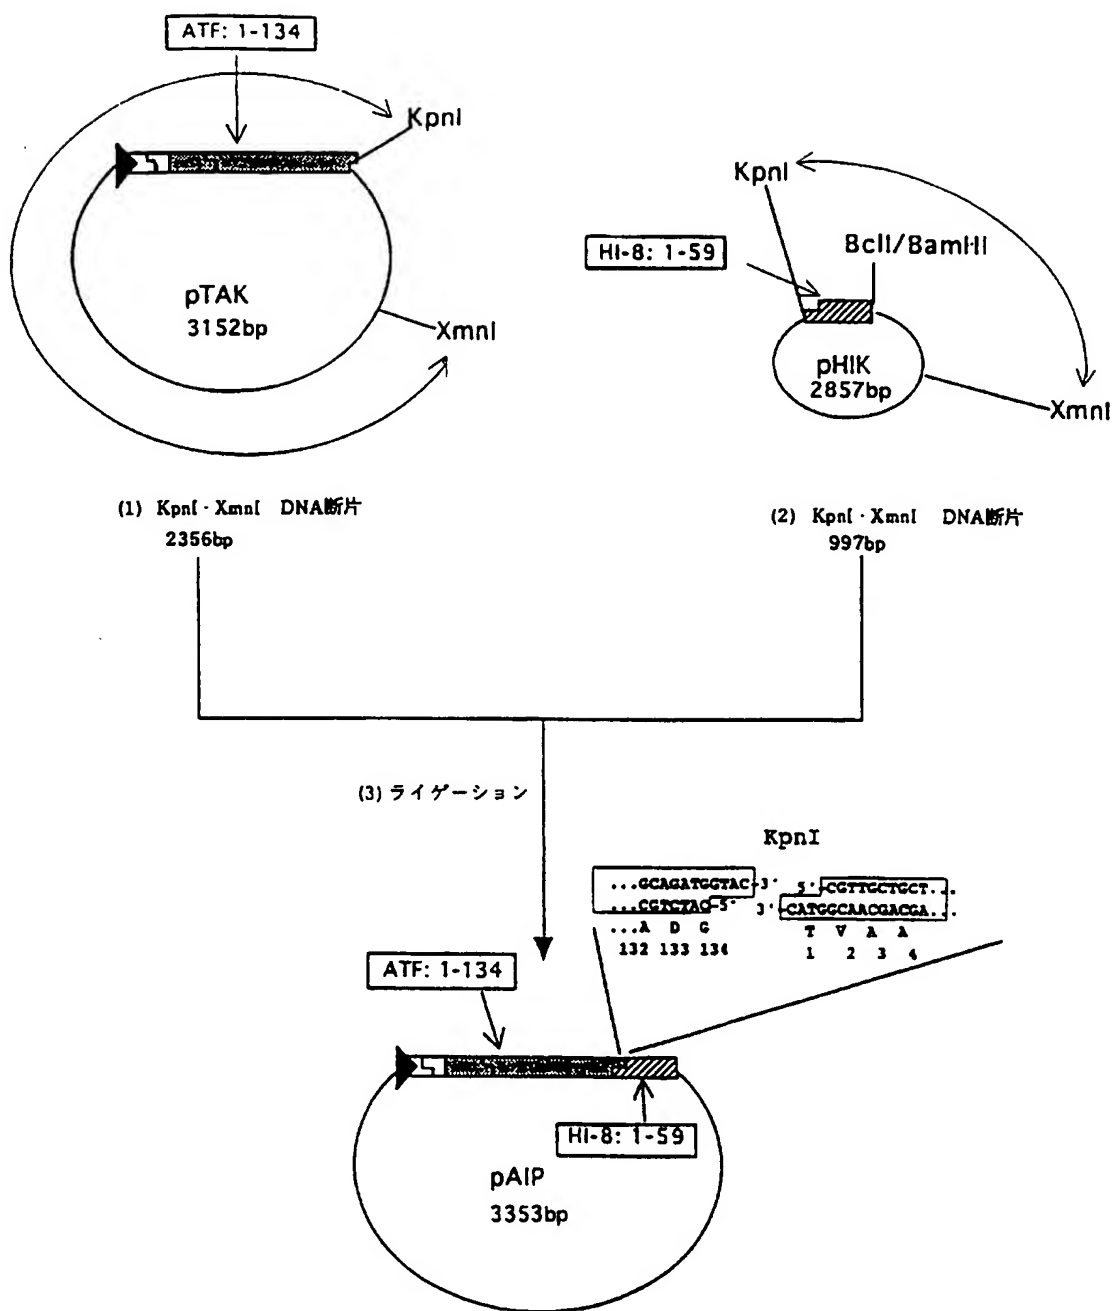 ATF: 1-134
KpnI
pTAK
3152bp
XmnI
KpnI
HI-8: 1-59
BclI/BamHI
pHIK
2857bp
XmnI
(1) KpnI・XmnI DNA断片
2356bp
(2) KpnI・XmnI DNA断片
997bp
(3) ライゲーション
KpnI
...GCAGATGGTAC-3' 5'-CGTTGCTGCT...
...CGTCTAC-5' 3'-CATGGCAACGACGA...
...A D G T V A A
132 133 134 1 2 3 4
ATF: 1-134
HI-8: 1-59
pAIP
3353bp